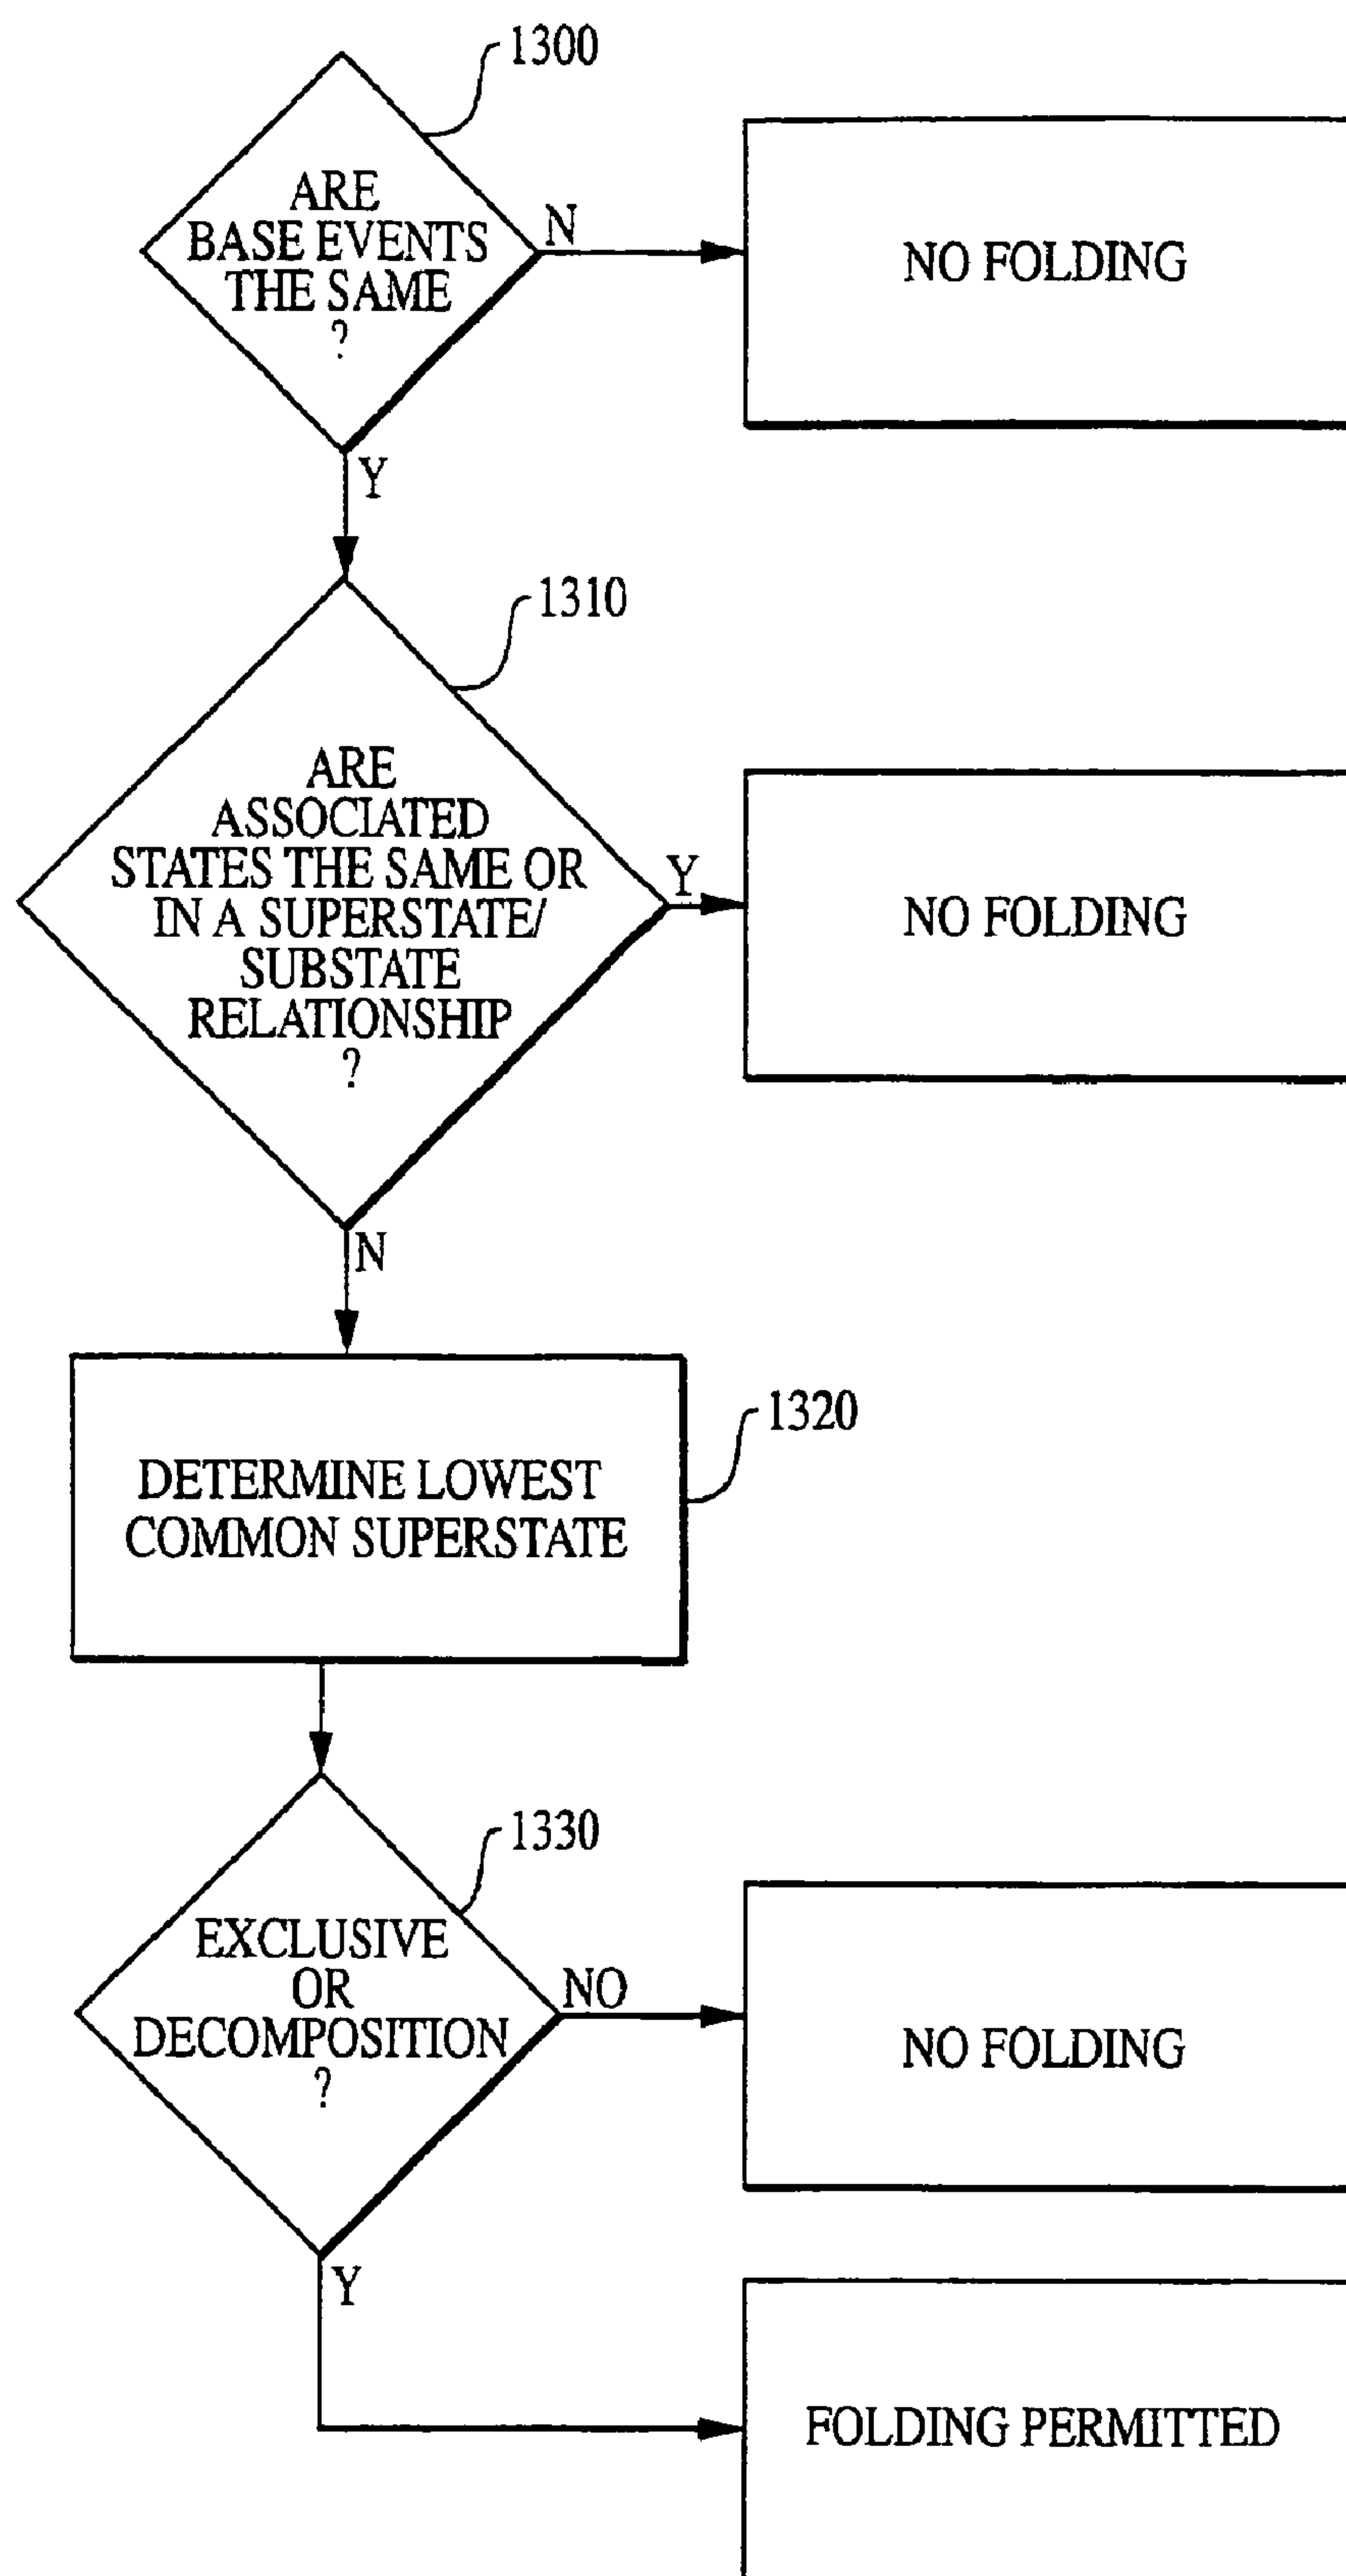 1300
ARE
BASE EVENTS
THE SAME
?
N
NO FOLDING
Y
1310
ARE
ASSOCIATED
STATES THE SAME OR
IN A SUPERSTATE/
SUBSTATE
RELATIONSHIP
?
Y
NO FOLDING
N
1320
DETERMINE LOWEST
COMMON SUPERSTATE
1330
EXCLUSIVE
OR
DECOMPOSITION
?
NO
NO FOLDING
Y
FOLDING PERMITTED